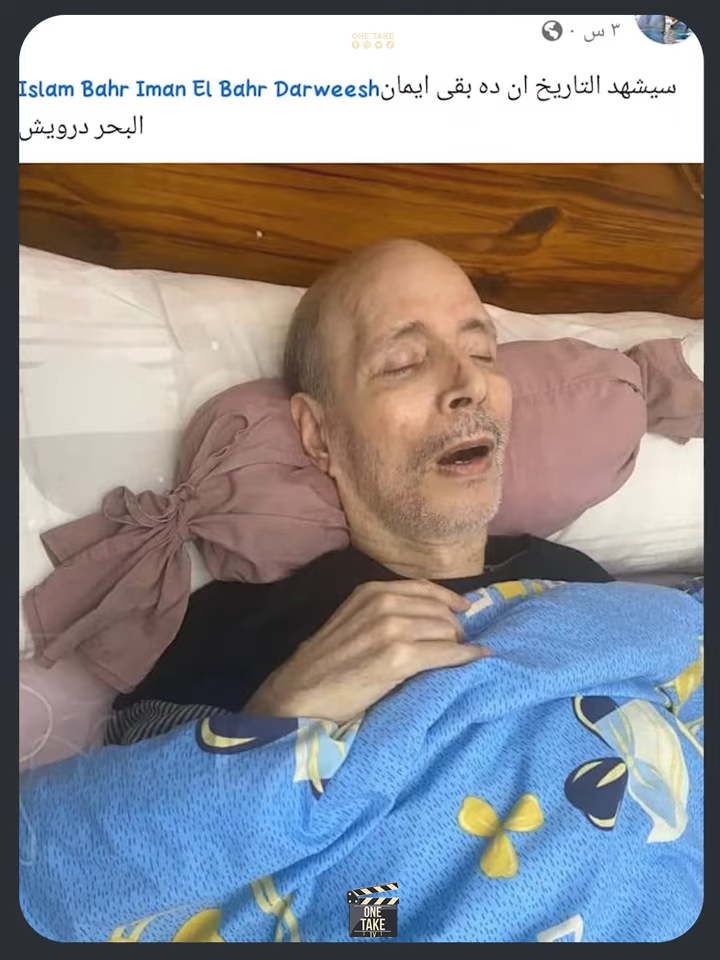 ONE TAKE
٣ س ·
سيشهد التاريخ ان ده بقى ايمان Islam Bahr Iman El Bahr Darweesh
البحر درويش
ONE
TAKE
TV